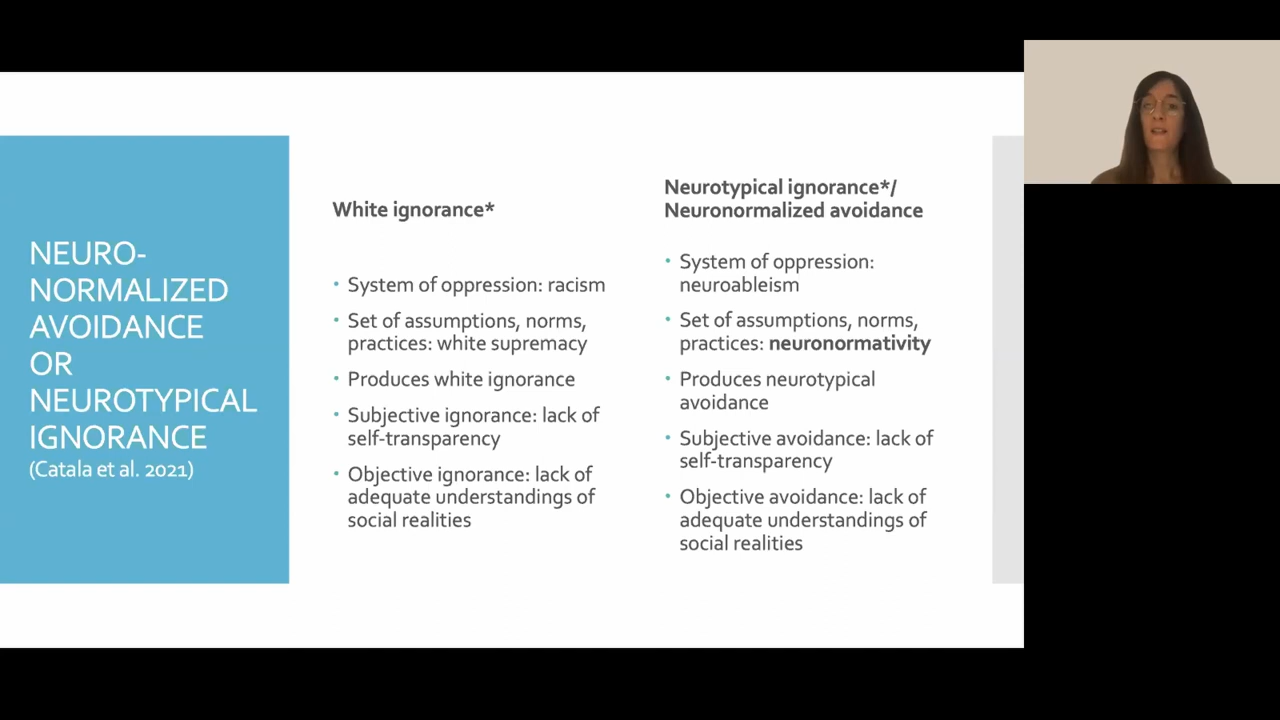 NEURO-
NORMALIZED
AVOIDANCE
OR
NEUROTYPICAL
IGNORANCE
(Catala et al. 2021)
White ignorance*
• System of oppression: racism
• Set of assumptions, norms,
practices: white supremacy
• Produces white ignorance
• Subjective ignorance: lack of
self-transparency
• Objective ignorance: lack of
adequate understandings of
social realities
Neurotypical ignorance*/
Neuronormalized avoidance
• System of oppression:
neuroableism
• Set of assumptions, norms,
practices: neuronormativity
• Produces neurotypical
avoidance
• Subjective avoidance: lack of
self-transparency
• Objective avoidance: lack of
adequate understandings of
social realities